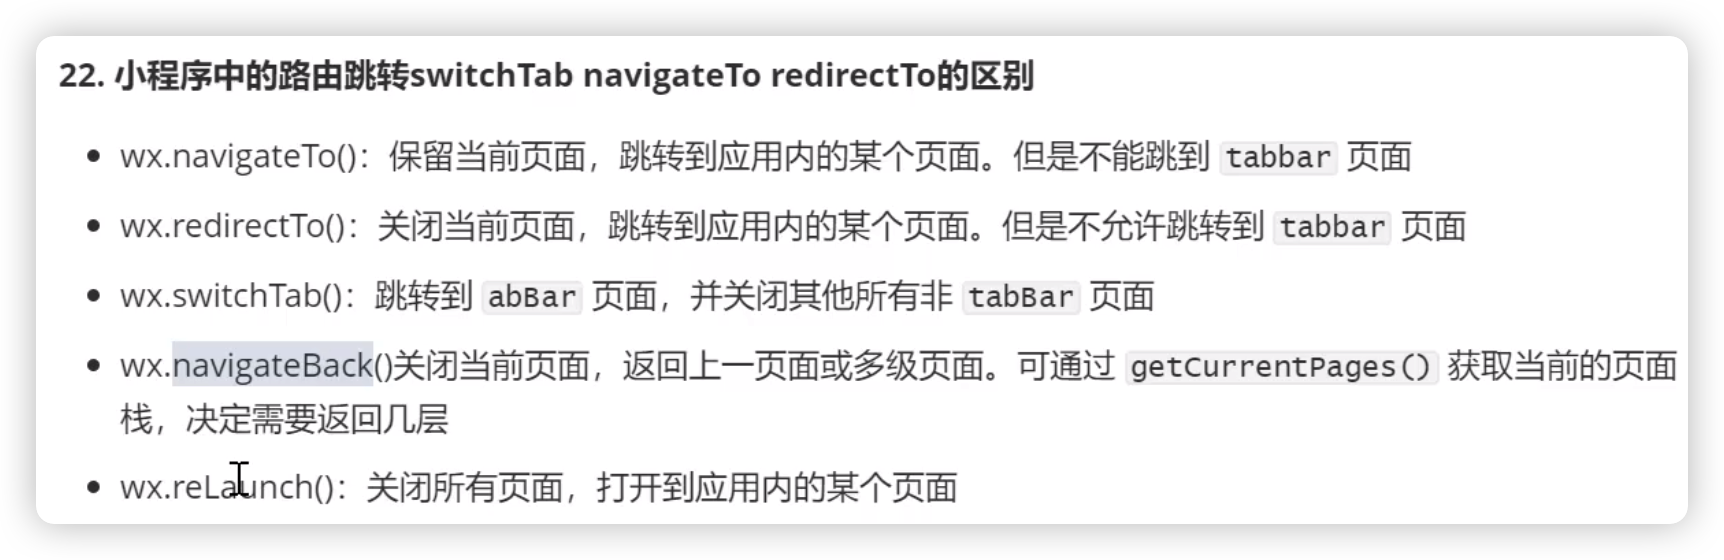 22. 小程序中的路由跳转switchTab navigateTo redirectTo的区别
wx.navigateTo()：保留当前页面，跳转到应用内的某个页面。但是不能跳到 tabbar 页面
wx.redirectTo()：关闭当前页面，跳转到应用内的某个页面。但是不允许跳转到 tabbar 页面
wx.switchTab()：跳转到 abBar 页面，并关闭其他所有非 tabBar 页面
wx.navigateBack()关闭当前页面，返回上一页面或多级页面。可通过 getCurrentPages() 获取当前的页面
栈，决定需要返回几层
wx.reLaunch()：关闭所有页面，打开到应用内的某个页面